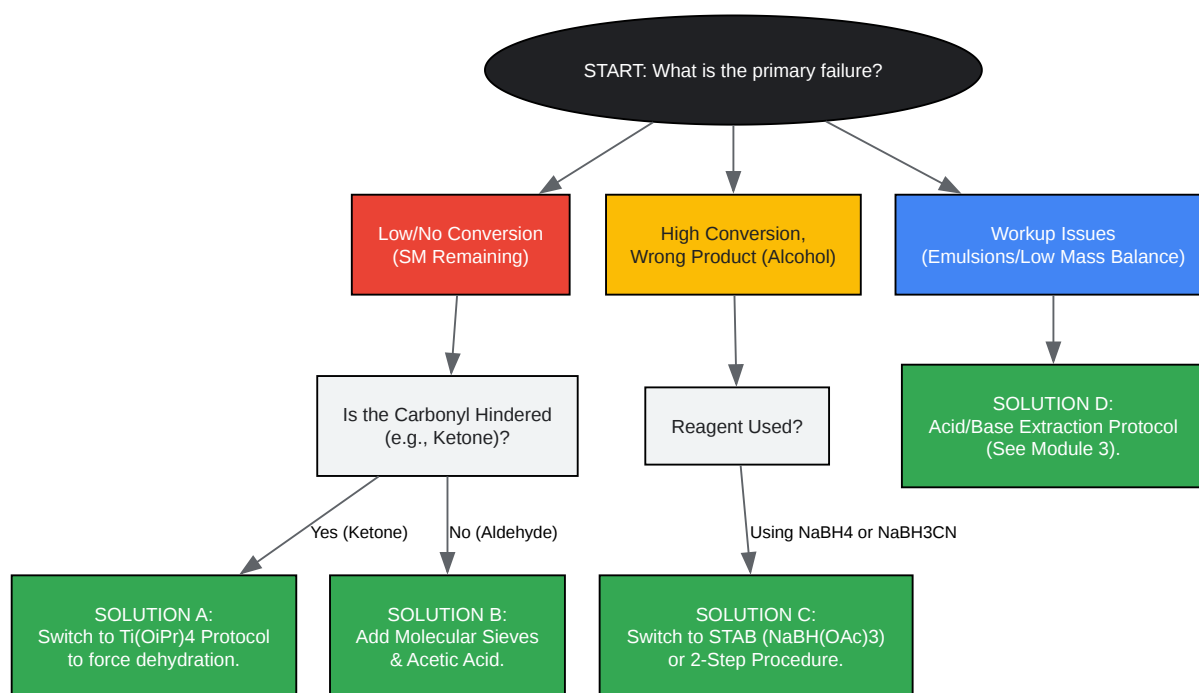 START: What is the primary failure?
Low/No Conversion
(SM Remaining)
High Conversion,
Wrong Product (Alcohol)
Workup Issues
(Emulsions/Low Mass Balance)
Is the Carbonyl Hindered
(e.g., Ketone)?
Reagent Used?
SOLUTION D:
Acid/Base Extraction Protocol
(See Module 3).
Yes (Ketone)
No (Aldehyde)
Using NaBH4 or NaBH3CN
SOLUTION A:
Switch to Ti(OiPr)4 Protocol
to force dehydration.
SOLUTION B:
Add Molecular Sieves
& Acetic Acid.
SOLUTION C:
Switch to STAB (NaBH(OAc)3)
or 2-Step Procedure.